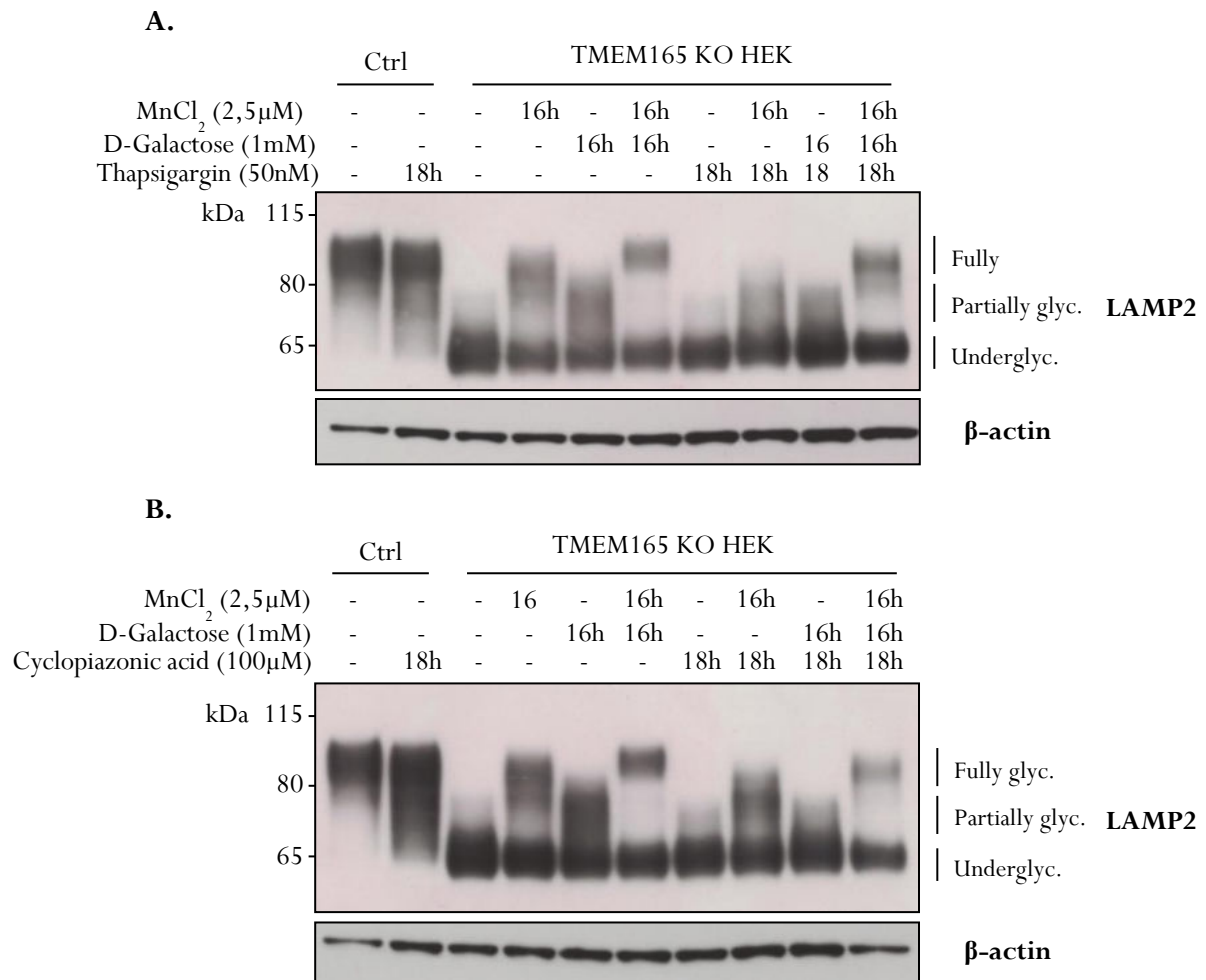 A.
Ctrl TMEM165 KO HEK
MnCl2 (2,5µM) - - - 16h - 16h - 16h - 16h
D-Galactose (1mM) - - - - 16h 16h - - 16 16h
Thapsigargin (50nM) - 18h - - - - 18h 18h 18 18h
kDa 115
80
65
Fully
Partially glyc. LAMP2
Underglyc.
β-actin
B.
Ctrl TMEM165 KO HEK
MnCl2 (2,5µM) - - - 16 - 16h - 16h - 16h
D-Galactose (1mM) - - - - 16h 16h - - 16h 16h
Cyclopiazonic acid (100µM) - 18h - - - - 18h 18h 18h 18h
kDa 115
80
65
Fully glyc.
Partially glyc. LAMP2
Underglyc.
β-actin